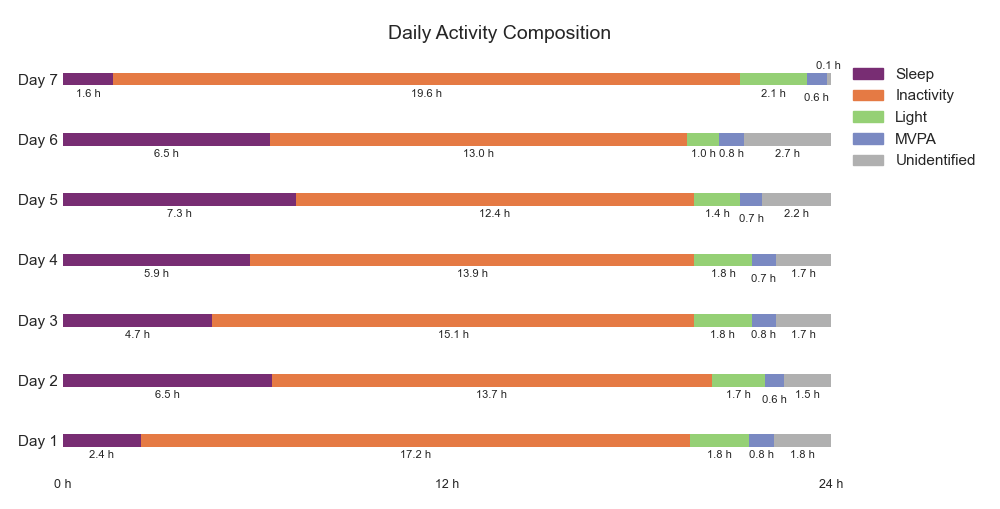 Daily Activity Composition
0.1 h
Day 7
1.6 h 19.6 h 2.1 h 0.6 h
Day 6
6.5 h 13.0 h 1.0 h 0.8 h 2.7 h
Day 5
7.3 h 12.4 h 1.4 h 0.7 h 2.2 h
Day 4
5.9 h 13.9 h 1.8 h 0.7 h 1.7 h
Day 3
4.7 h 15.1 h 1.8 h 0.8 h 1.7 h
Day 2
6.5 h 13.7 h 1.7 h 0.6 h 1.5 h
Day 1
2.4 h 17.2 h 1.8 h 0.8 h 1.8 h
0 h 12 h 24 h
Sleep
Inactivity
Light
MVPA
Unidentified